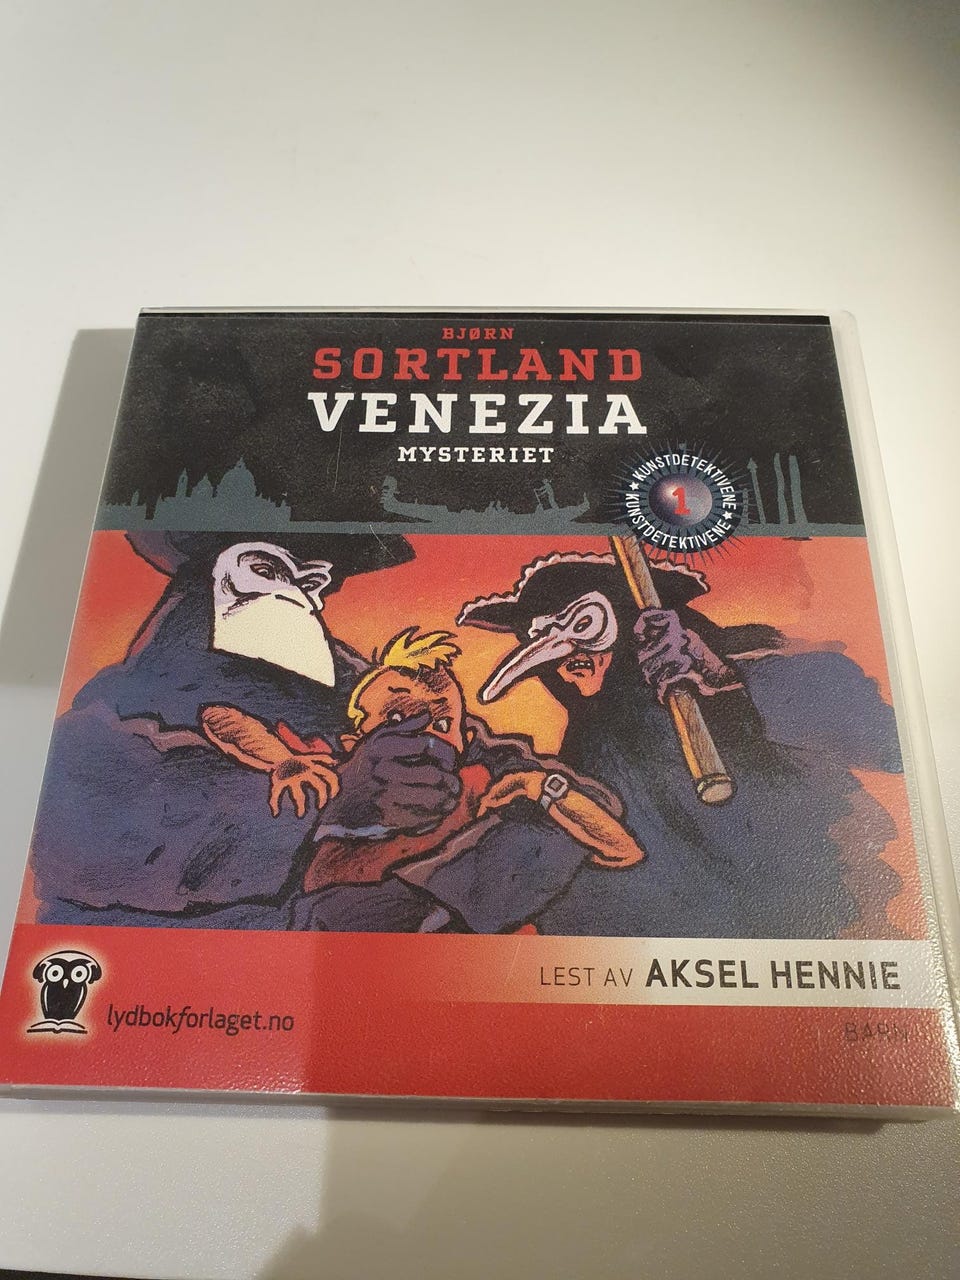 BJØRN
SORTLAND
VENEZIA
MYSTERIET
KUNSTDETEKTIVENE ★ KUNSTDETEKTIVENE ★
1
LEST AV AKSEL HENNIE
lydbokforlaget.no
BARN